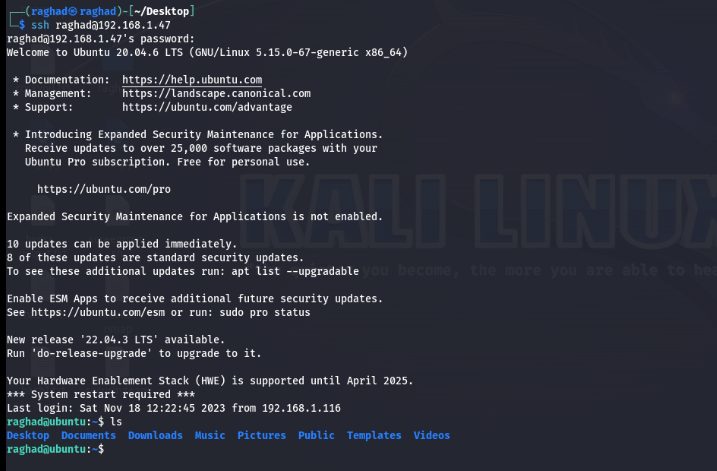 ┌──(raghad㉿raghad)-[~/Desktop]
└─$ ssh raghad@192.168.1.47
raghad@192.168.1.47's password:
Welcome to Ubuntu 20.04.6 LTS (GNU/Linux 5.15.0-67-generic x86_64)
* Documentation:  https://help.ubuntu.com
* Management:     https://landscape.canonical.com
* Support:        https://ubuntu.com/advantage
* Introducing Expanded Security Maintenance for Applications.
Receive updates to over 25,000 software packages with your
Ubuntu Pro subscription. Free for personal use.
https://ubuntu.com/pro
KALI LINUX
Expanded Security Maintenance for Applications is not enabled.
10 updates can be applied immediately.
8 of these updates are standard security updates.
To see these additional updates run: apt list --upgradable
you become, the more you are able to
Enable ESM Apps to receive additional future security updates.
See https://ubuntu.com/esm or run: sudo pro status
New release '22.04.3 LTS' available.
Run 'do-release-upgrade' to upgrade to it.
Your Hardware Enablement Stack (HWE) is supported until April 2025.
*** System restart required ***
Last login: Sat Nov 18 12:22:45 2023 from 192.168.1.116
raghad@ubuntu:~$ ls
Desktop  Documents  Downloads  Music  Pictures  Public  Templates  Videos
raghad@ubuntu:~$